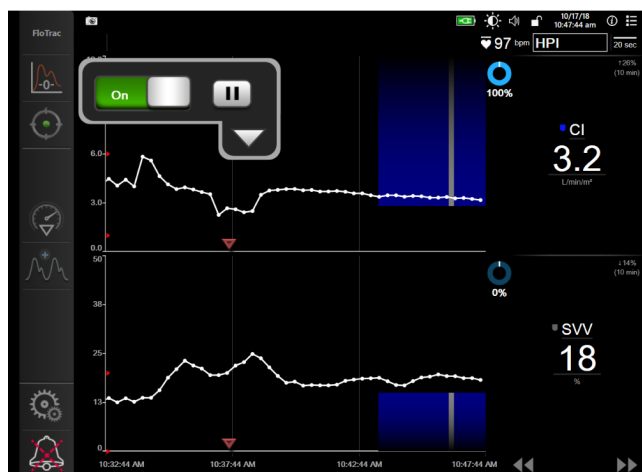 FloTrac
10/17/18
10:47:44 am
97 bpm
HPI
20 sec
-0-
On
6.0
3.0
0.0
100%
↑26%
(10 min)
CI
3.2
L/min/m²
50
38
25
13
0
0%
↓14%
(10 min)
SVV
18
%
10:32:44 AM
10:37:44 AM
10:42:44 AM
10:47:44 AM